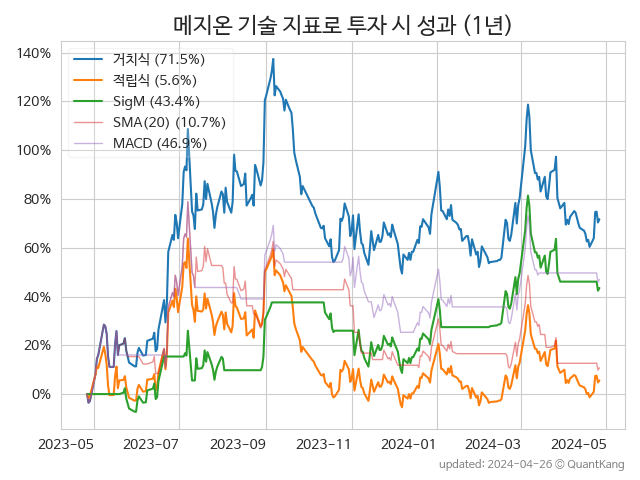 메지온 기술 지표로 투자 시 성과 (1년)
140%
120%
100%
80%
60%
40%
20%
0%
거치식 (71.5%)
적립식 (5.6%)
SigM (43.4%)
SMA(20) (10.7%)
MACD (46.9%)
2023-05 2023-07 2023-09 2023-11 2024-01 2024-03 2024-05
updated: 2024-04-26 © QuantKang